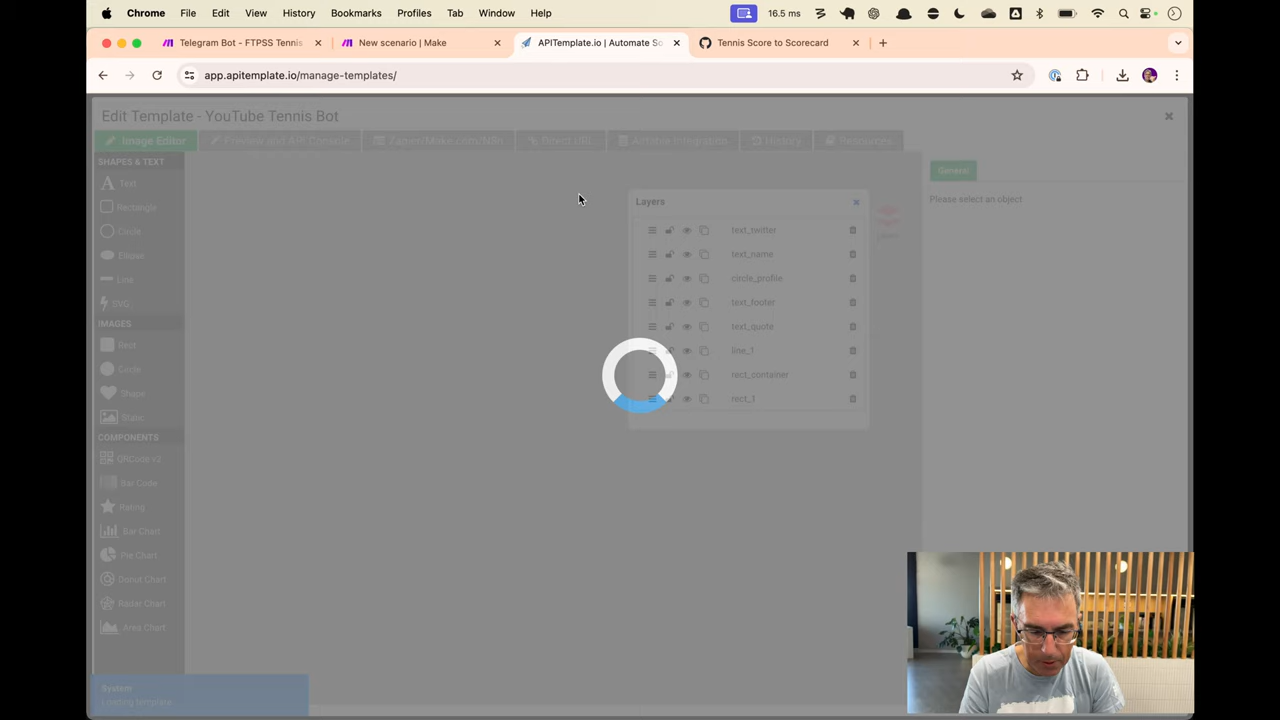 Chrome File Edit View History Bookmarks Profiles Tab Window Help 16.5 ms
Telegram Bot - FTPSS Tennis
New scenario | Make
APITemplate.io | Automate So
Tennis Score to Scorecard
app.apitemplate.io/manage-templates/
Edit Template - YouTube Tennis Bot
Image Editor
Preview and API Console
Zapier/Make.com/N8n
Direct URL
Airtable Integration
History
Resources
SHAPES & TEXT
Text
Rectangle
Circle
Ellipse
Line
SVG
IMAGES
Rect
Circle
Shape
Static
COMPONENTS
QRCode v2
Bar Code
Rating
Bar Chart
Pie Chart
Donut Chart
Radar Chart
Area Chart
Layers
text_twitter
text_name
circle_profile
text_footer
text_quote
line_1
rect_container
rect_1
General
Please select an object
System
Loading template...